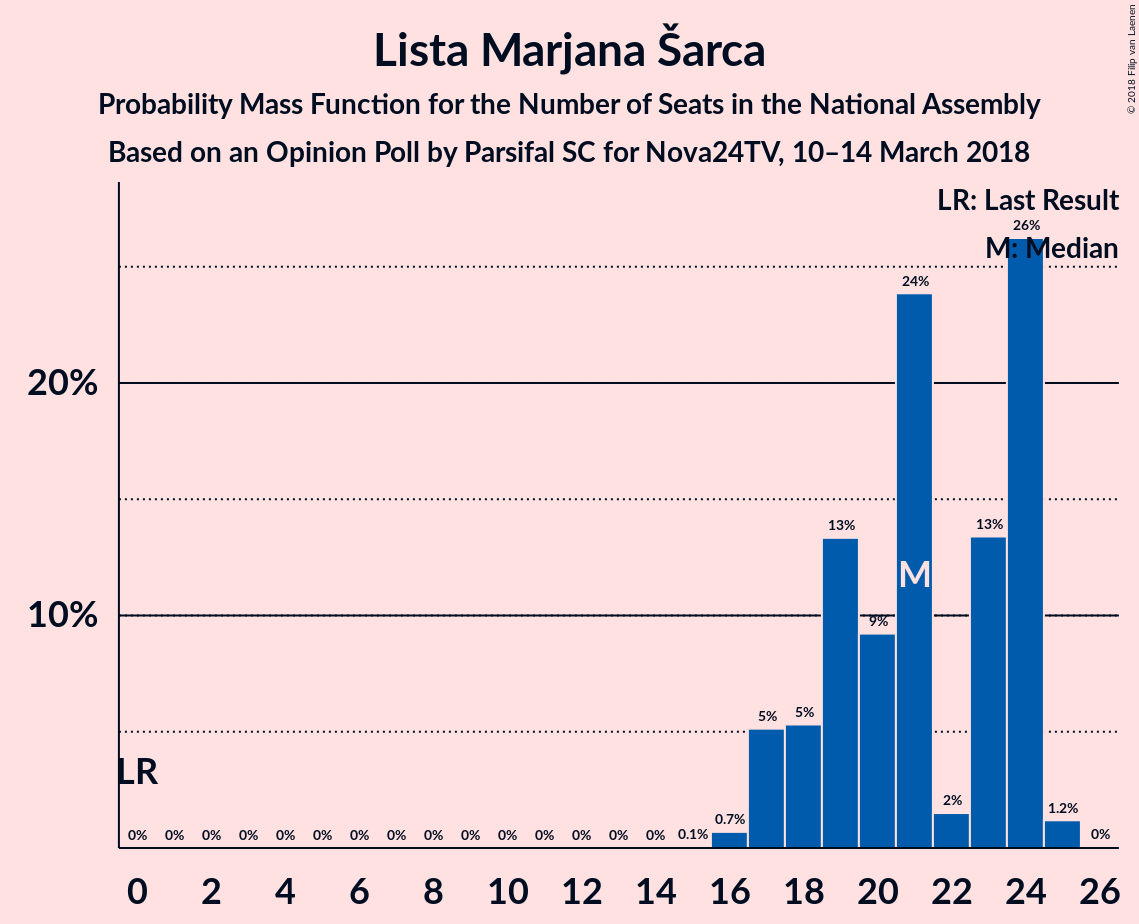 Lista Marjana Šarca
Probability Mass Function for the Number of Seats in the National Assembly
Based on an Opinion Poll by Parsifal SC for Nova24TV, 10–14 March 2018
© 2018 Filip van Laenen
LR: Last Result
M: Median
20%
10%
LR
M
0% 0% 0% 0% 0% 0% 0% 0% 0% 0% 0% 0% 0% 0% 0% 0.1% 0.7% 5% 5% 13% 9% 24% 2% 13% 26% 1.2% 0%
0 2 4 6 8 10 12 14 16 18 20 22 24 26